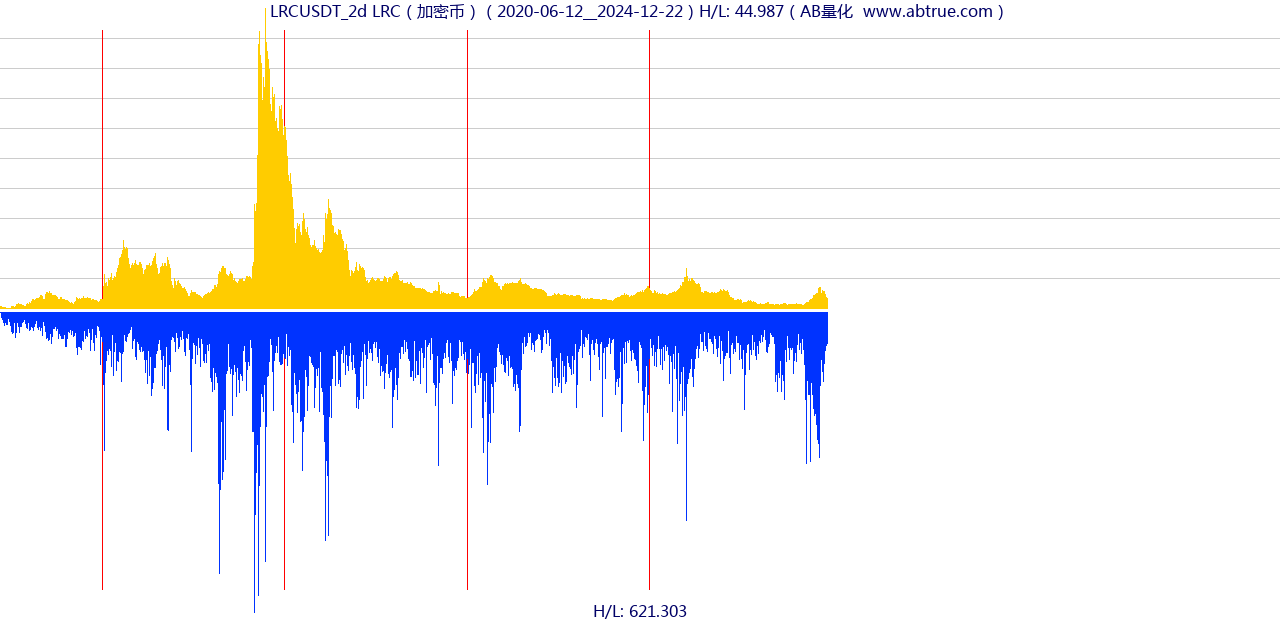 LRCUSDT_2d LRC（加密币）（2020-06-12__2024-12-22）H/L: 44.987（AB量化  www.abtrue.com）
H/L: 621.303